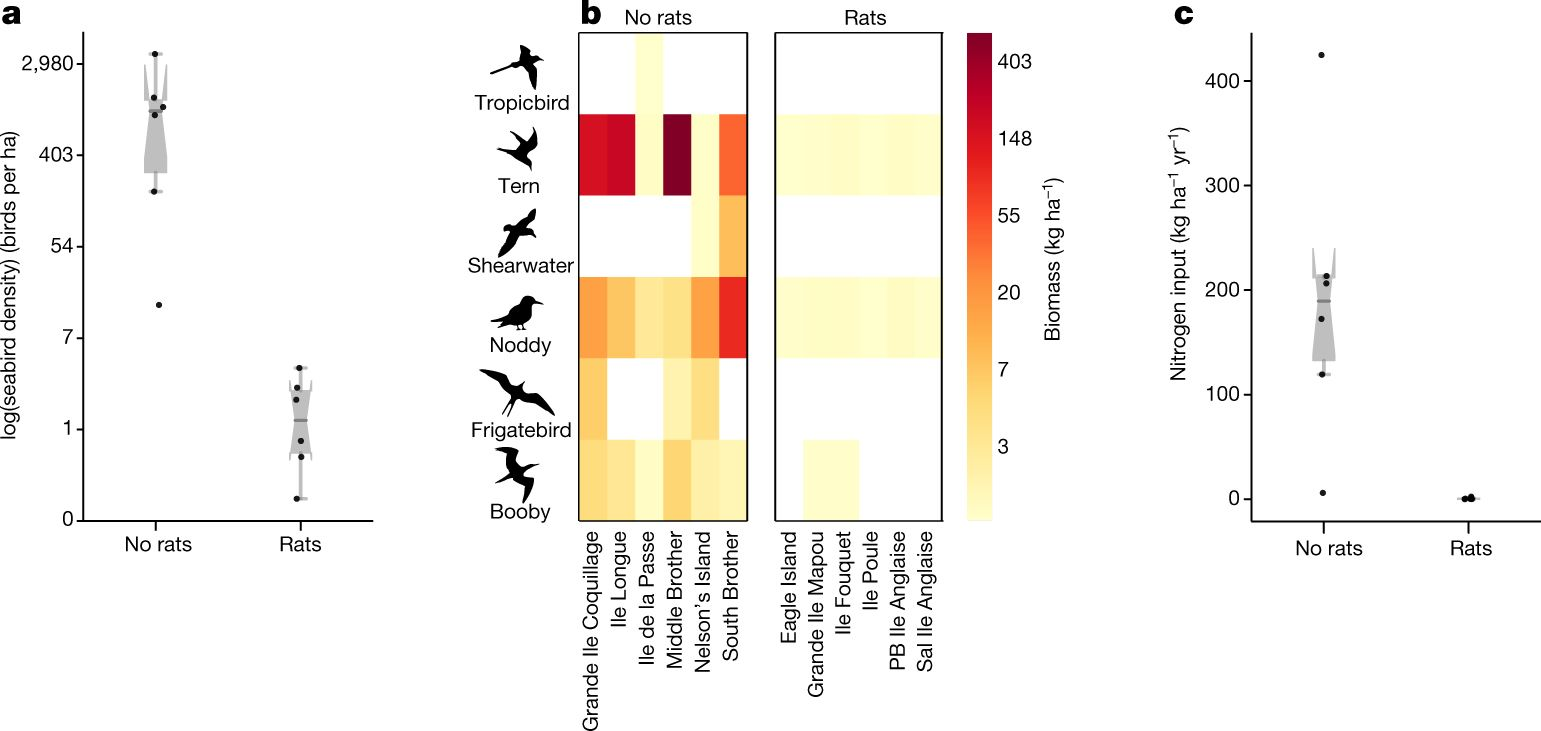 a
log(seabird density) (birds per ha)
2,980
403
54
7
1
0
No rats
Rats
b
No rats
Rats
Tropicbird
Tern
Shearwater
Noddy
Frigatebird
Booby
Grande Ile Coquillage
Ile Longue
Ile de la Passe
Middle Brother
Nelson's Island
South Brother
Eagle Island
Grande Ile Mapou
Ile Fouquet
Ile Poule
PB Ile Anglaise
Sal Ile Anglaise
403
148
55
20
7
3
Biomass (kg ha⁻¹)
c
Nitrogen input (kg ha⁻¹ yr⁻¹)
400
300
200
100
0
No rats
Rats